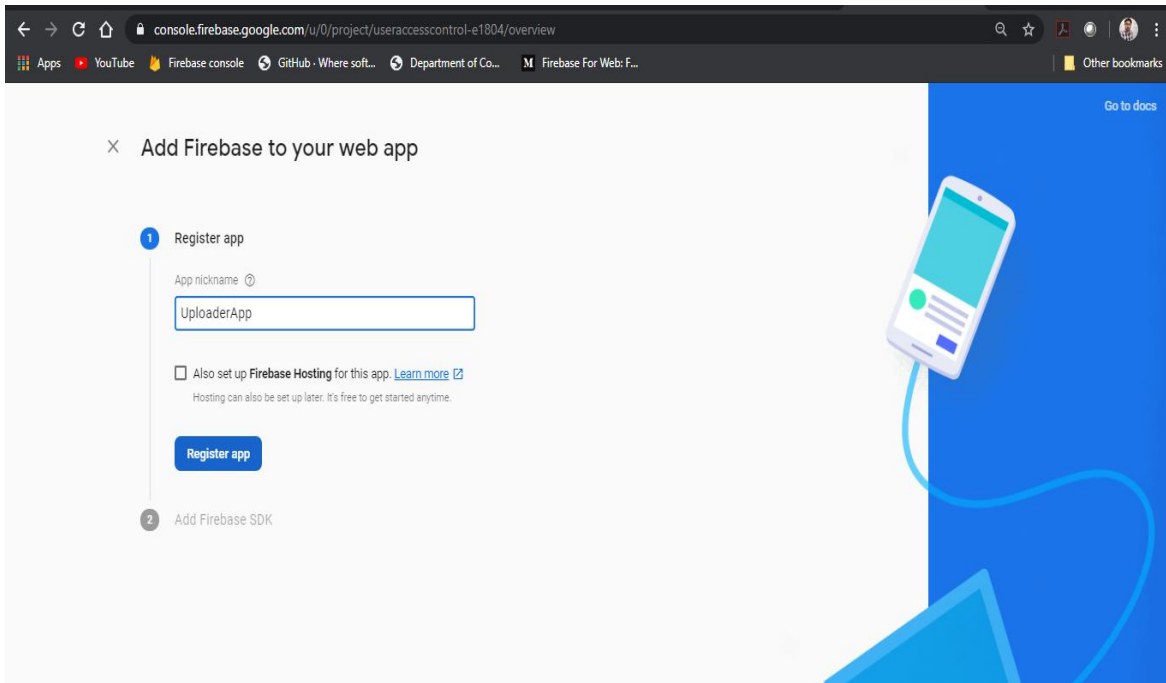 console.firebase.google.com/u/0/project/useraccesscontrol-e1804/overview
Apps YouTube Firebase console GitHub · Where soft... Department of Co... M Firebase For Web: F... Other bookmarks
Go to docs
Add Firebase to your web app
1 Register app
App nickname
UploaderApp
Also set up Firebase Hosting for this app. Learn more
Hosting can also be set up later. It's free to get started anytime.
Register app
2 Add Firebase SDK